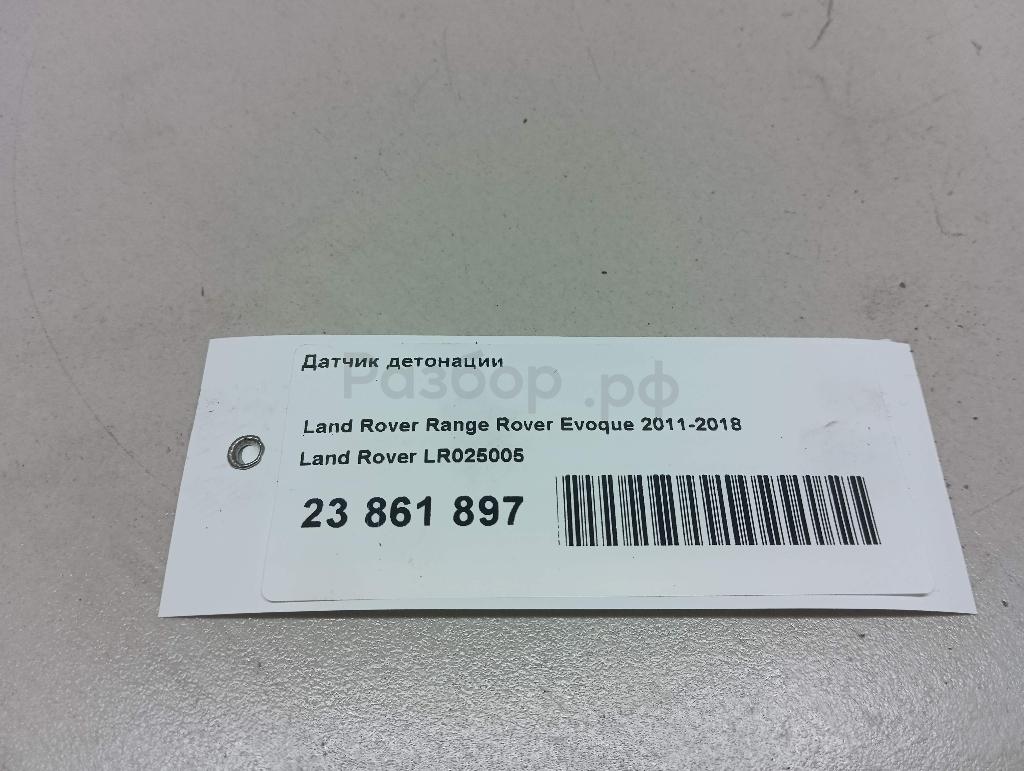 Датчик детонации
Разбор.рф
Land Rover Range Rover Evoque 2011-2018
Land Rover LR025005
23 861 897